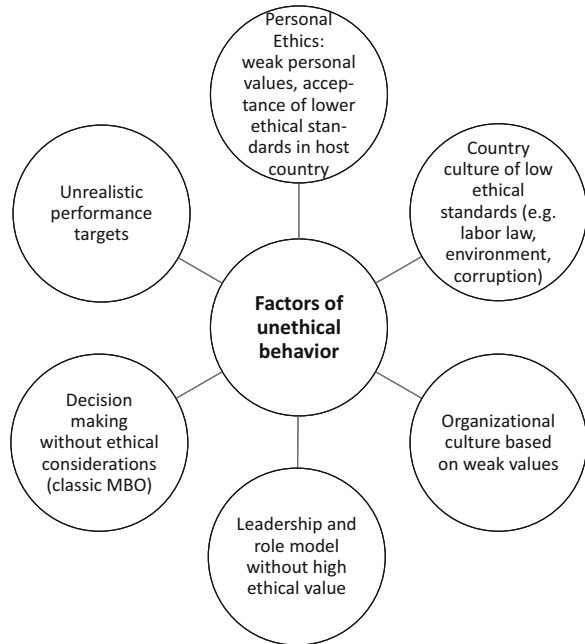 Personal
Ethics:
weak personal
values, accep-
tance of lower
ethical stan-
dards in host
country
Country
culture of low
ethical
standards (e.g.
labor law,
environment,
corruption)
Organizational
culture based
on weak values
Leadership and
role model
without high
ethical value
Decision
making
without ethical
considerations
(classic MBO)
Unrealistic
performance
targets
Factors of
unethical
behavior